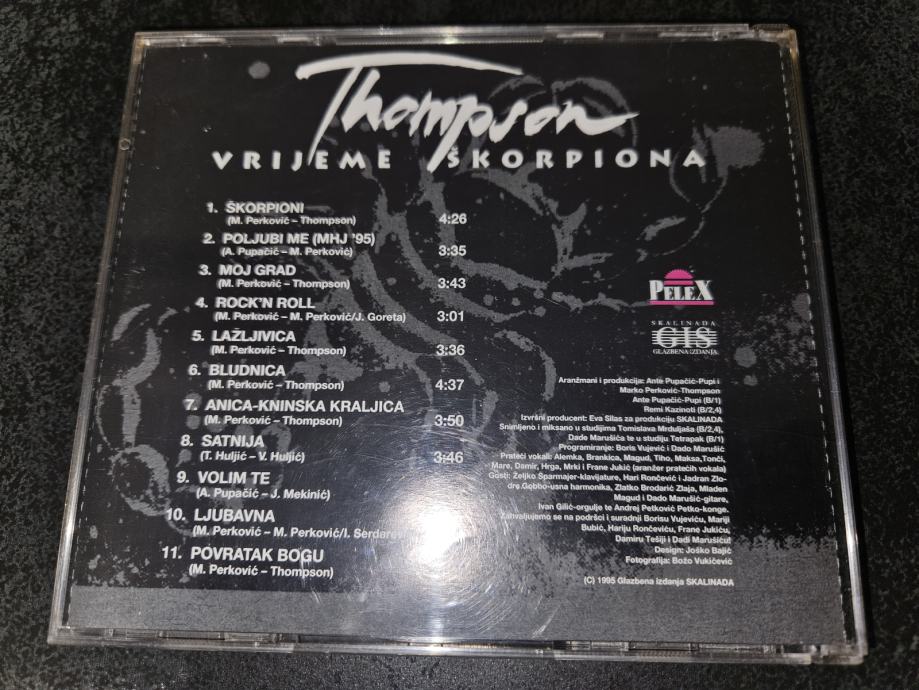 Thompson
VRIJEME ŠKORPIONA
1. ŠKORPIONI
(M. Perković – Thompson) 4:26
2. POLJUBI ME (MHJ '95)
(A. Pupačić – M. Perković) 3:35
3. MOJ GRAD
(M. Perković – Thompson) 3:43
4. ROCK'N ROLL
(M. Perković – M. Perković/J. Goreta) 3:01
5. LAŽLJIVICA
(M. Perković – Thompson) 3:36
6. BLUDNICA
(M. Perković – Thompson) 4:37
7. ANICA-KNINSKA KRALJICA
(M. Perković – Thompson) 3:50
8. SATNIJA
(T. Huljić – V. Huljić) 3:46
9. VOLIM TE
(A. Pupačić – J. Mekinić)
10. LJUBAVNA
(M. Perković – M. Perković/I.
11. POVRATAK BOGU
(M. Perković – Thompson)
PELEX
SKALINADA
GIS
GLAZBENA IZDANJA
Aranžmani i produkcija: Ante Pupačić-Pupi i
Marko Perković-Thompson
Ante Pupačić-Pupi (B/1)
Remi Kazinoti (B/2,4)
Izvršni producent: Eva Silas za produkciju SKALINADA
Snimljeno i miksano u studijima Tomislava Mrduljaša (B/2,4),
Dade Marušića te u studiju Tetrapak (B/1)
Programiranje: Boris Vujević i Dado Marušić
Prateći vokali: Alemka, Brankica, Magud, Tiho, Maksa,Tonči,
Mare, Damir, Hrga, Mrki i Frane Jukić (aranžer pratećih vokala)
Gosti: Željko Šparmajer-klavijature, Hari Rončević i Jadran Zlo-
dre,Gobbo-usna harmonika, Zlatko Brodarić Zlaja, Mladen
Magud i Dado Marušić-gitare,
Ivan Gilić-orgulje te Andrej Petković Petko-konge.
Zahvaljujemo se na podršci i suradnji Borisu Vujeviću, Mariji
Bubić, Hariju Rončeviću, Frane Jukiću,
Damiru Tešiji i Dadi Marušiću!
Design: Joško Bajić
Fotografija: Božo Vukičević
(C) 1995 Glazbena izdanja SKALINADA